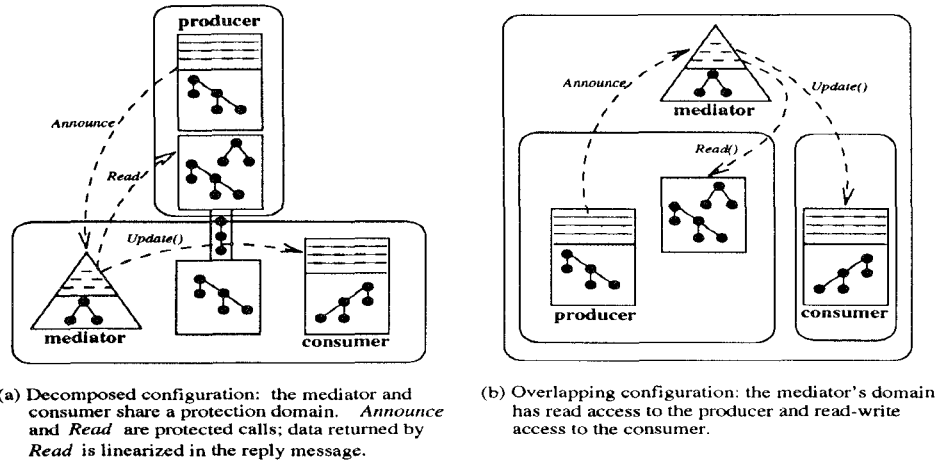 producer
Announce
Read
Update()
mediator
consumer
(a) Decomposed configuration: the mediator and
consumer share a protection domain. Announce
and Read are protected calls; data returned by
Read is linearized in the reply message.
Announce
mediator
Update()
Read()
producer
consumer
(b) Overlapping configuration: the mediator's domain
has read access to the producer and read-write
access to the consumer.